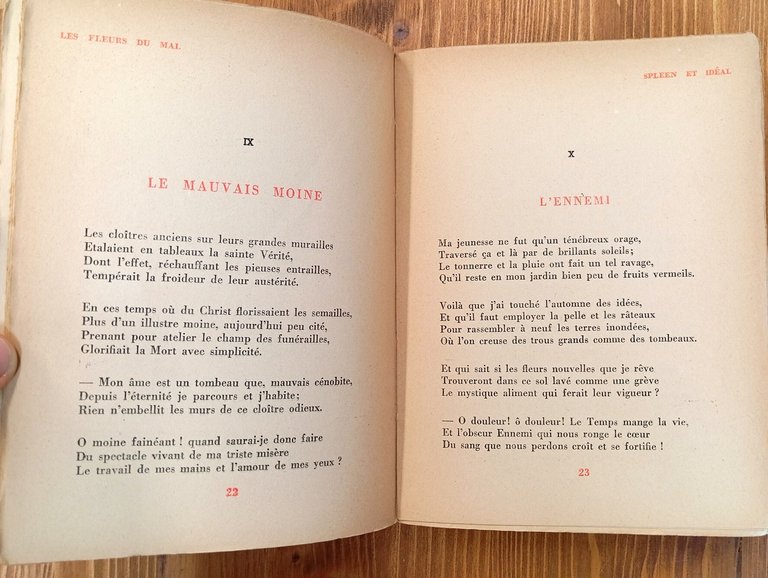 LES FLEURS DU MAL
IX
LE MAUVAIS MOINE
Les cloîtres anciens sur leurs grandes murailles
Etalaient en tableaux la sainte Vérité,
Dont l'effet, réchauffant les pieuses entrailles,
Tempérait la froideur de leur austérité.
En ces temps où du Christ florissaient les semailles,
Plus d'un illustre moine, aujourd'hui peu cité,
Prenant pour atelier le champ des funérailles,
Glorifiait la Mort avec simplicité.
— Mon âme est un tombeau que, mauvais cénobite,
Depuis l'éternité je parcours et j'habite;
Rien n'embellit les murs de ce cloître odieux.
O moine fainéant! quand saurai-je donc faire
Du spectacle vivant de ma triste misère
Le travail de mes mains et l'amour de mes yeux?
22
SPLEEN ET IDÉAL
X
L'ENNEMI
Ma jeunesse ne fut qu'un ténébreux orage,
Traversé ça et là par de brillants soleils;
Le tonnerre et la pluie ont fait un tel ravage,
Qu'il reste en mon jardin bien peu de fruits vermeils.
Voilà que j'ai touché l'automne des idées,
Et qu'il faut employer la pelle et les râteaux
Pour rassembler à neuf les terres inondées,
Où l'on creuse des trous grands comme des tombeaux.
Et qui sait si les fleurs nouvelles que je rêve
Trouveront dans ce sol lavé comme une grève
Le mystique aliment qui ferait leur vigueur?
— O douleur! ô douleur! Le Temps mange la vie,
Et l'obscur Ennemi qui nous ronge le cœur
Du sang que nous perdons croît et se fortifie!
23